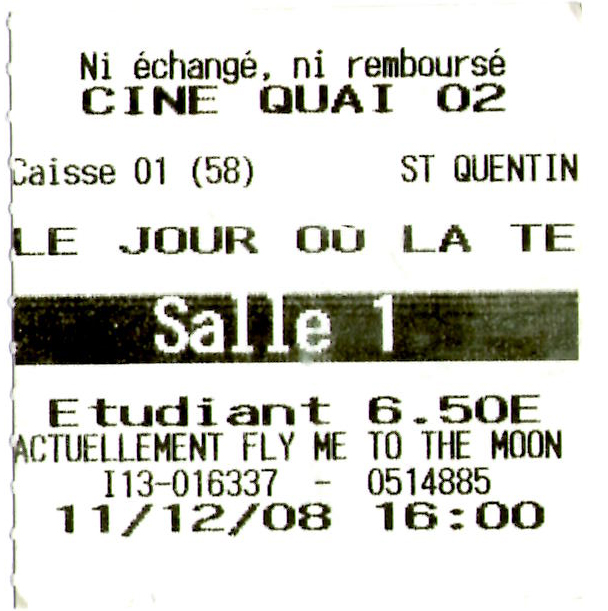 Ni échangé, ni remboursé
CINE QUAI 02
Caisse 01 (58) ST QUENTIN
LE JOUR OÙ LA TE
Salle 1
Etudiant 6.50E
ACTUELLEMENT FLY ME TO THE MOON
I13-016337 - 0514885
11/12/08 16:00